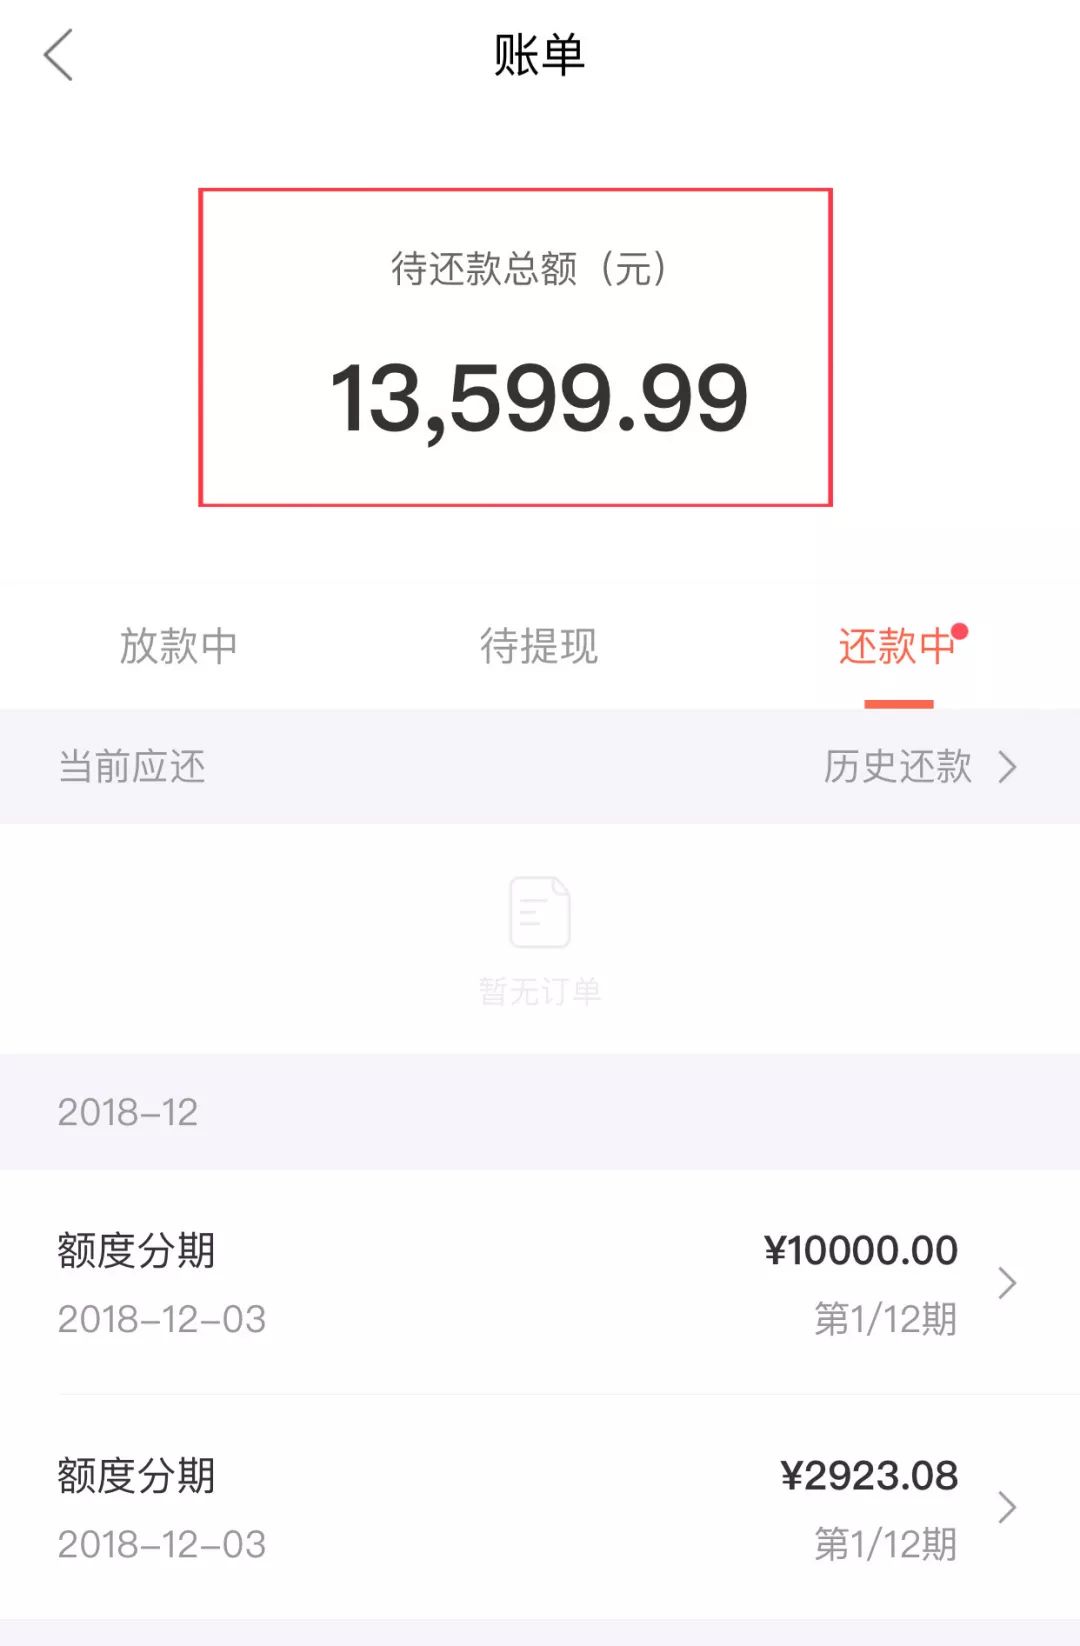 账单
待还款总额（元）
13,599.99
放款中 待提现 还款中
当前应还 历史还款
暂无订单
2018-12
额度分期 ¥10000.00
2018-12-03 第1/12期
额度分期 ¥2923.08
2018-12-03 第1/12期